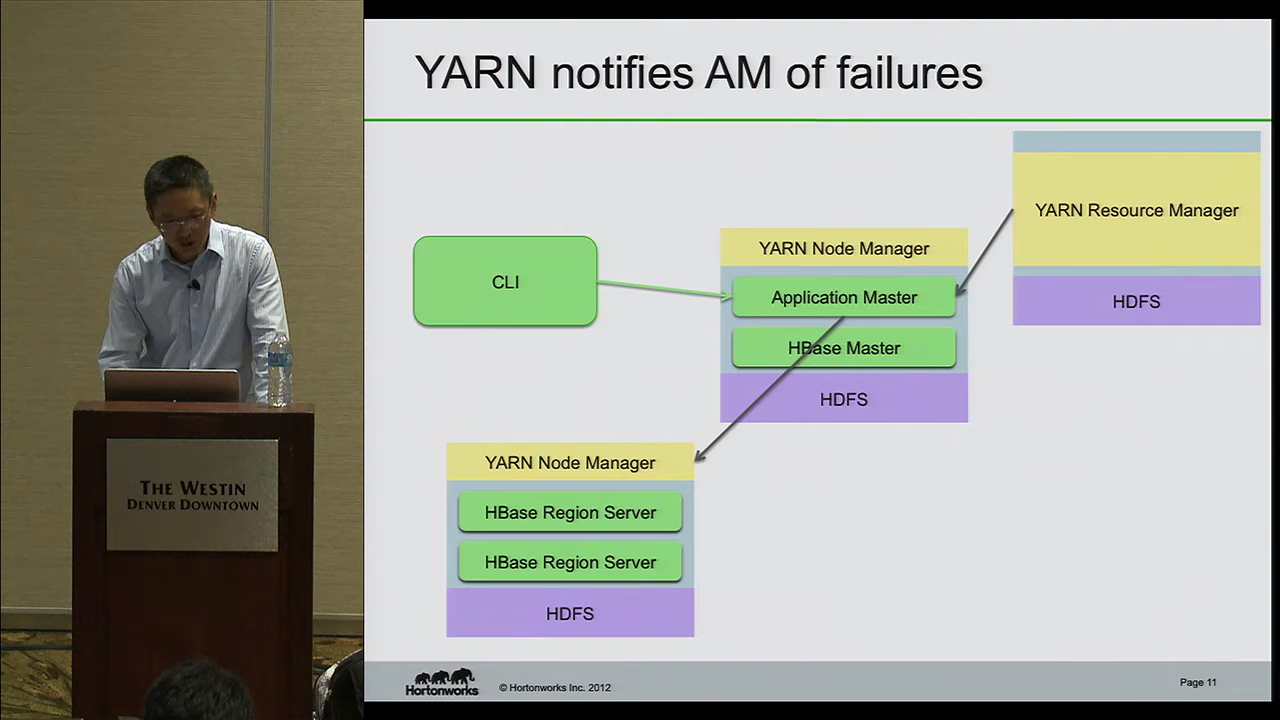 YARN notifies AM of failures
YARN Resource Manager
HDFS
CLI
YARN Node Manager
Application Master
HBase Master
HDFS
YARN Node Manager
HBase Region Server
HBase Region Server
HDFS
Hortonworks
© Hortonworks Inc. 2012
Page 11
THE WESTIN
DENVER DOWNTOWN